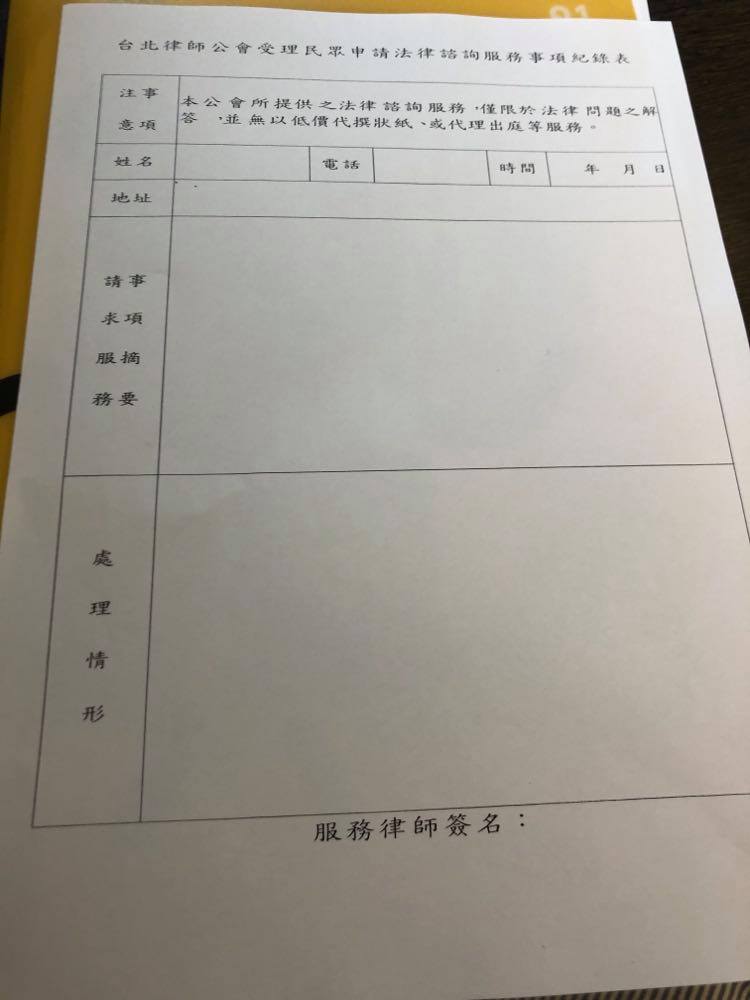 台北律師公會受理民眾申請法律諮詢服務事項紀錄表
注意事項
本公會所提供之法律諮詢服務,僅限於法律問題之解
答,並無以低價代撰狀紙、或代理出庭等服務。
姓名 電話 時間 年 月 日
地址
請求服務事項摘要
處理情形
服務律師簽名: